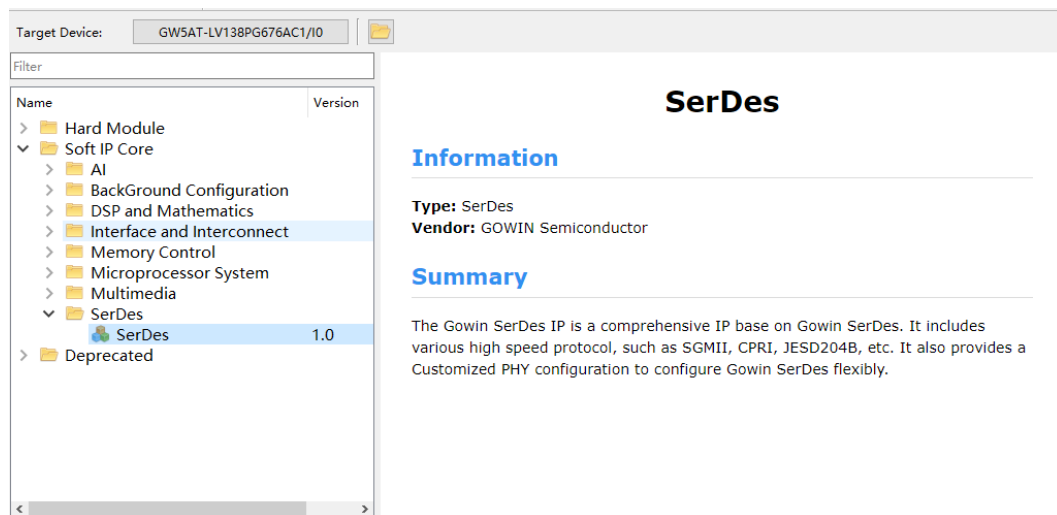 Target Device: GW5AT-LV138PG676AC1/I0
Filter
Name Version
Hard Module
Soft IP Core
AI
BackGround Configuration
DSP and Mathematics
Interface and Interconnect
Memory Control
Microprocessor System
Multimedia
SerDes
SerDes 1.0
Deprecated
SerDes
Information
Type: SerDes
Vendor: GOWIN Semiconductor
Summary
The Gowin SerDes IP is a comprehensive IP base on Gowin SerDes. It includes
various high speed protocol, such as SGMII, CPRI, JESD204B, etc. It also provides a
Customized PHY configuration to configure Gowin SerDes flexibly.